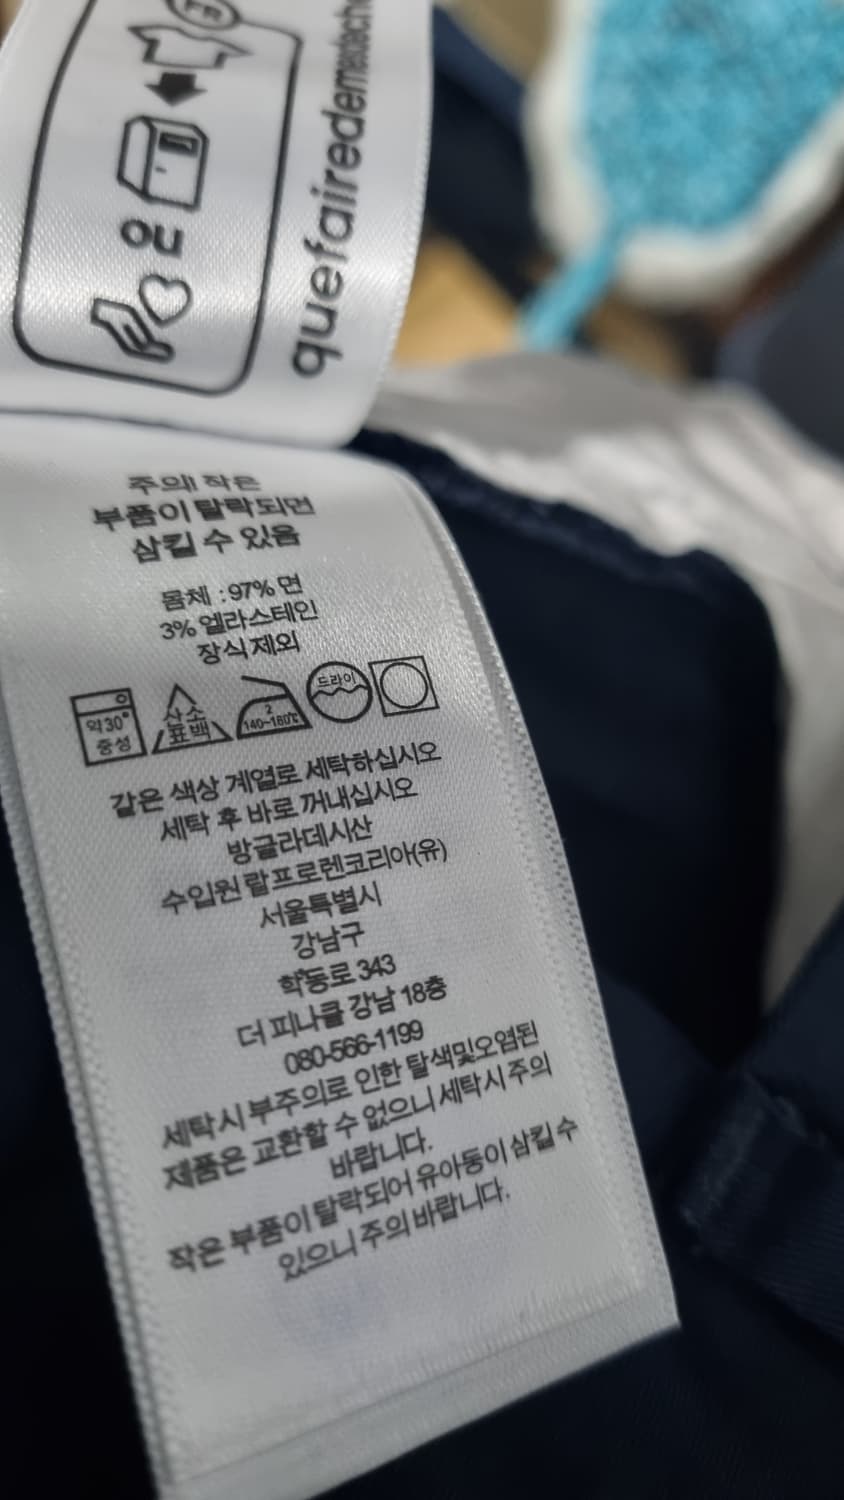 quefairedemesdeche
주의! 작은
부품이 탈락되면
삼킬 수 있음
몸체 : 97% 면
3% 엘라스테인
장식 제외
약30°
중성
산소
표백
2
140~160℃
드라이
같은 색상 계열로 세탁하십시오
세탁 후 바로 꺼내십시오
방글라데시산
수입원 랄프로렌코리아(유)
서울특별시
강남구
학동로 343
더 피나클 강남 18층
080-566-1199
세탁시 부주의로 인한 탈색및오염된
제품은 교환할 수 없으니 세탁시 주의
바랍니다.
작은 부품이 탈락되어 유아동이 삼킬 수
있으니 주의 바랍니다.